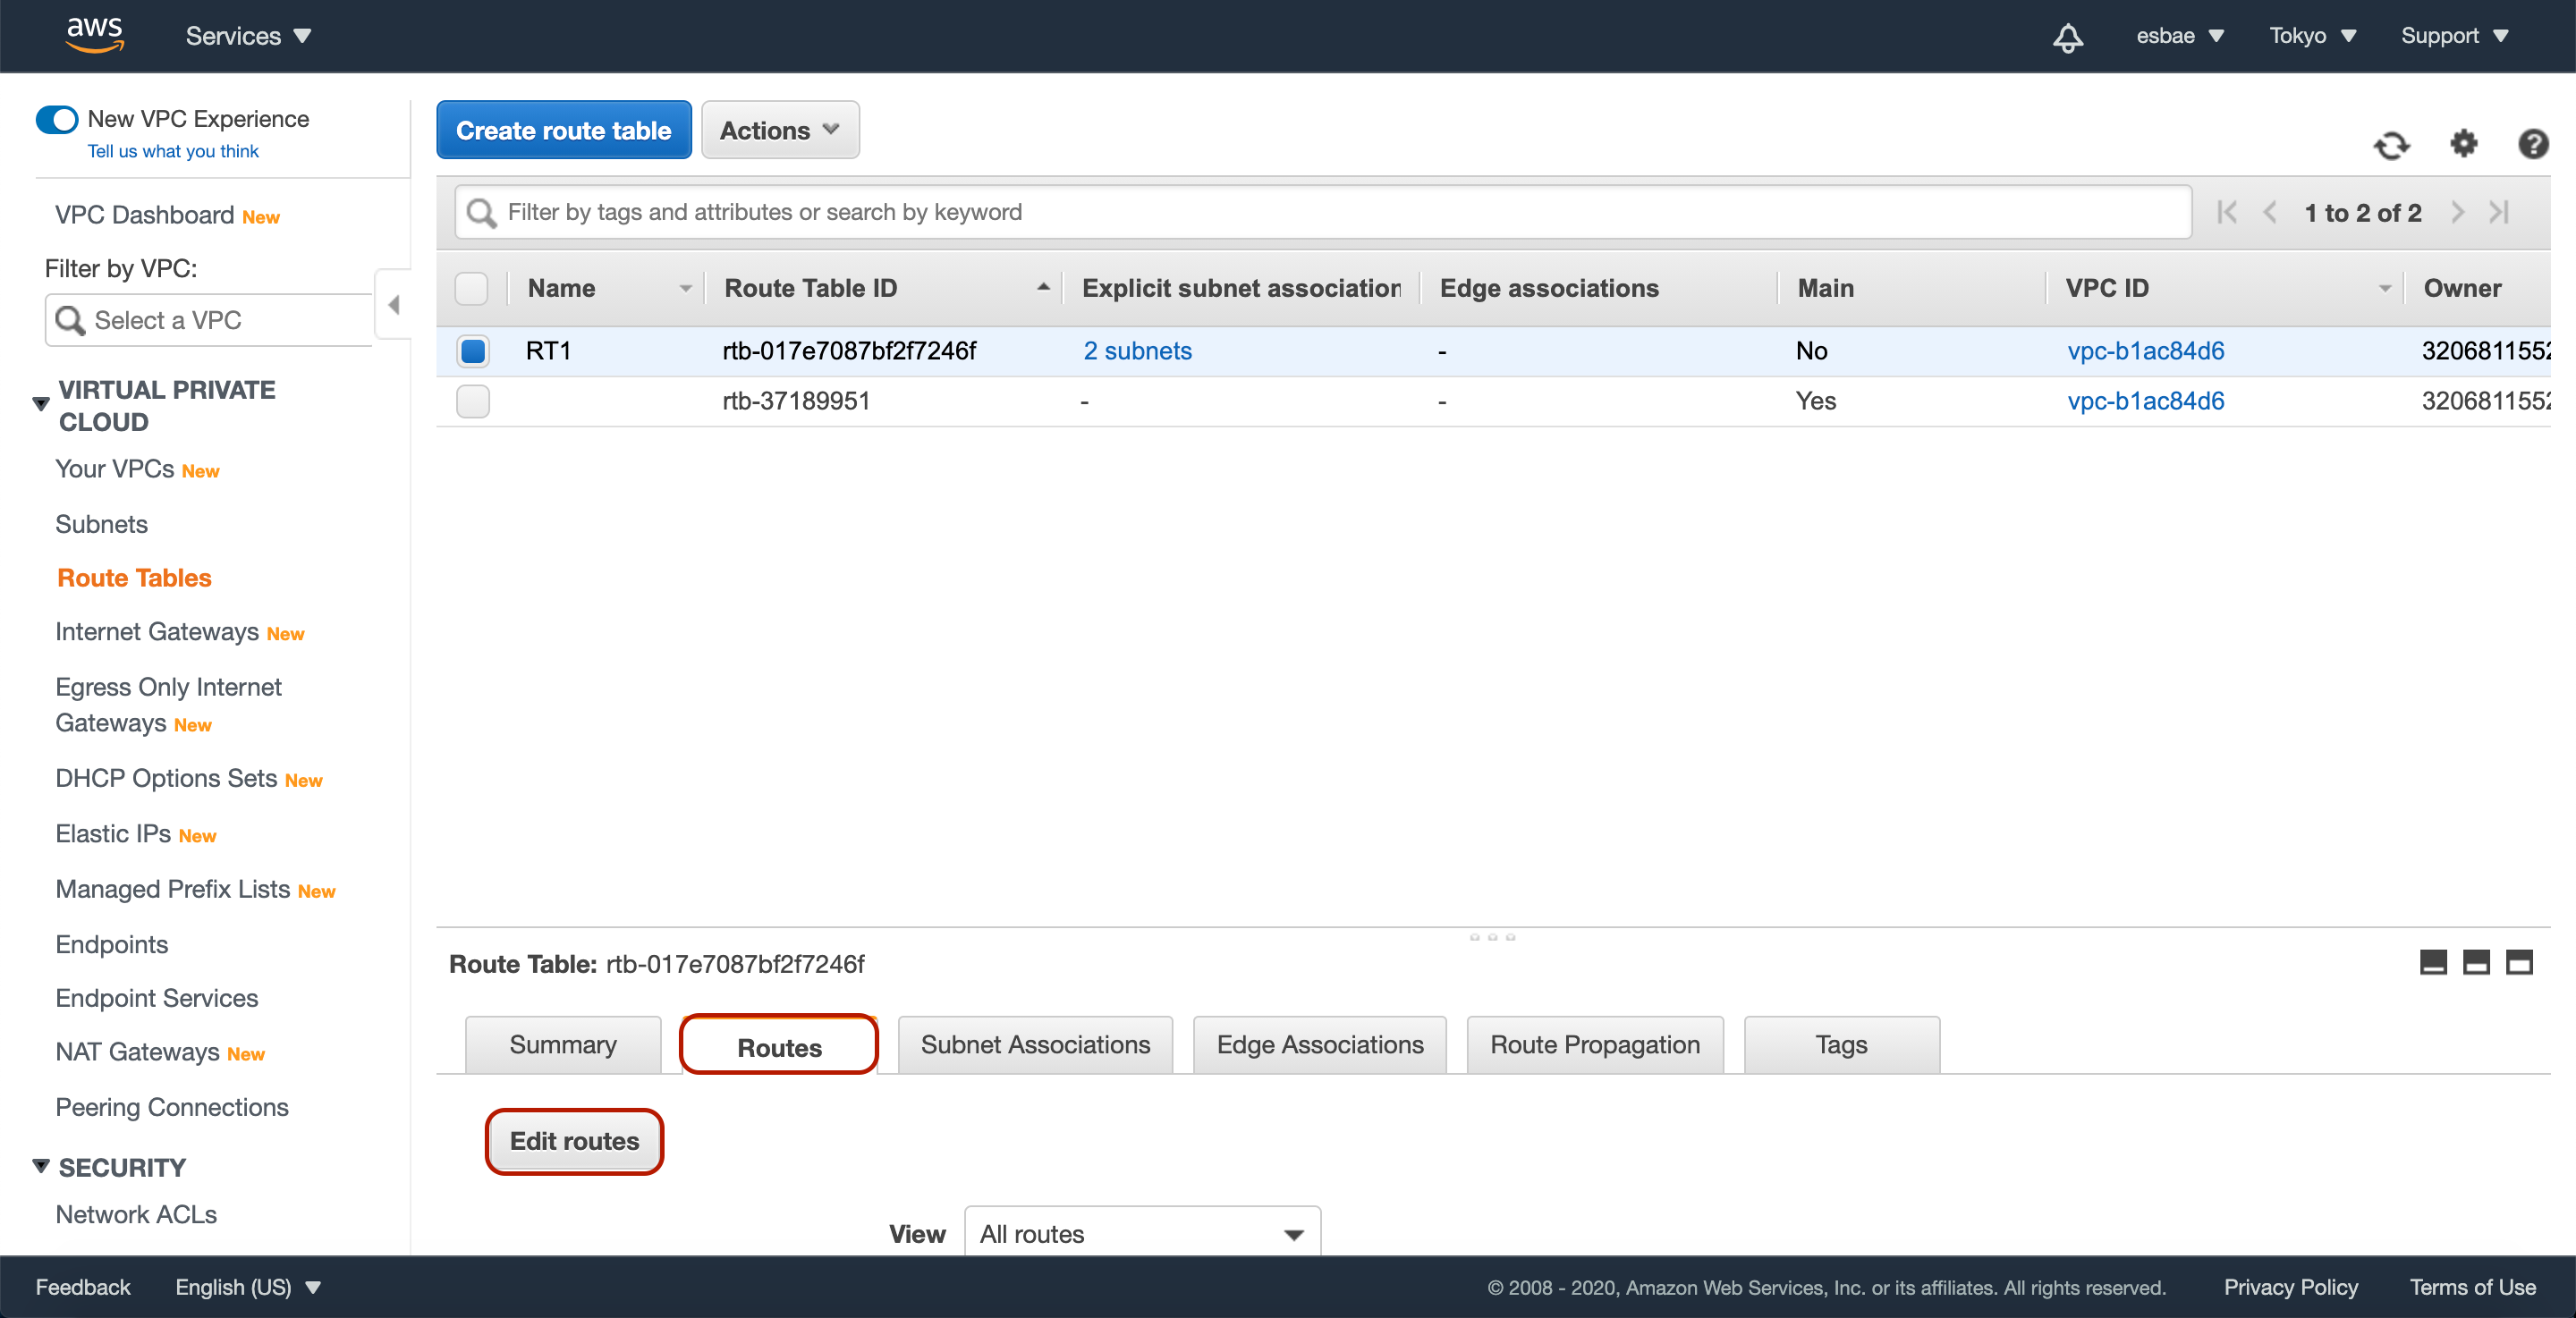 aws Services esbae Tokyo Support
New VPC Experience
Tell us what you think
VPC Dashboard New
Filter by VPC:
Select a VPC
VIRTUAL PRIVATE
CLOUD
Your VPCs New
Subnets
Route Tables
Internet Gateways New
Egress Only Internet
Gateways New
DHCP Options Sets New
Elastic IPs New
Managed Prefix Lists New
Endpoints
Endpoint Services
NAT Gateways New
Peering Connections
SECURITY
Network ACLs
Create route table Actions
Filter by tags and attributes or search by keyword 1 to 2 of 2
Name Route Table ID Explicit subnet association Edge associations Main VPC ID Owner
RT1 rtb-017e7087bf2f7246f 2 subnets - No vpc-b1ac84d6 3206811552
rtb-37189951 - - Yes vpc-b1ac84d6 3206811552
Route Table: rtb-017e7087bf2f7246f
Summary Routes Subnet Associations Edge Associations Route Propagation Tags
Edit routes
View All routes
Feedback English (US) © 2008 - 2020, Amazon Web Services, Inc. or its affiliates. All rights reserved. Privacy Policy Terms of Use